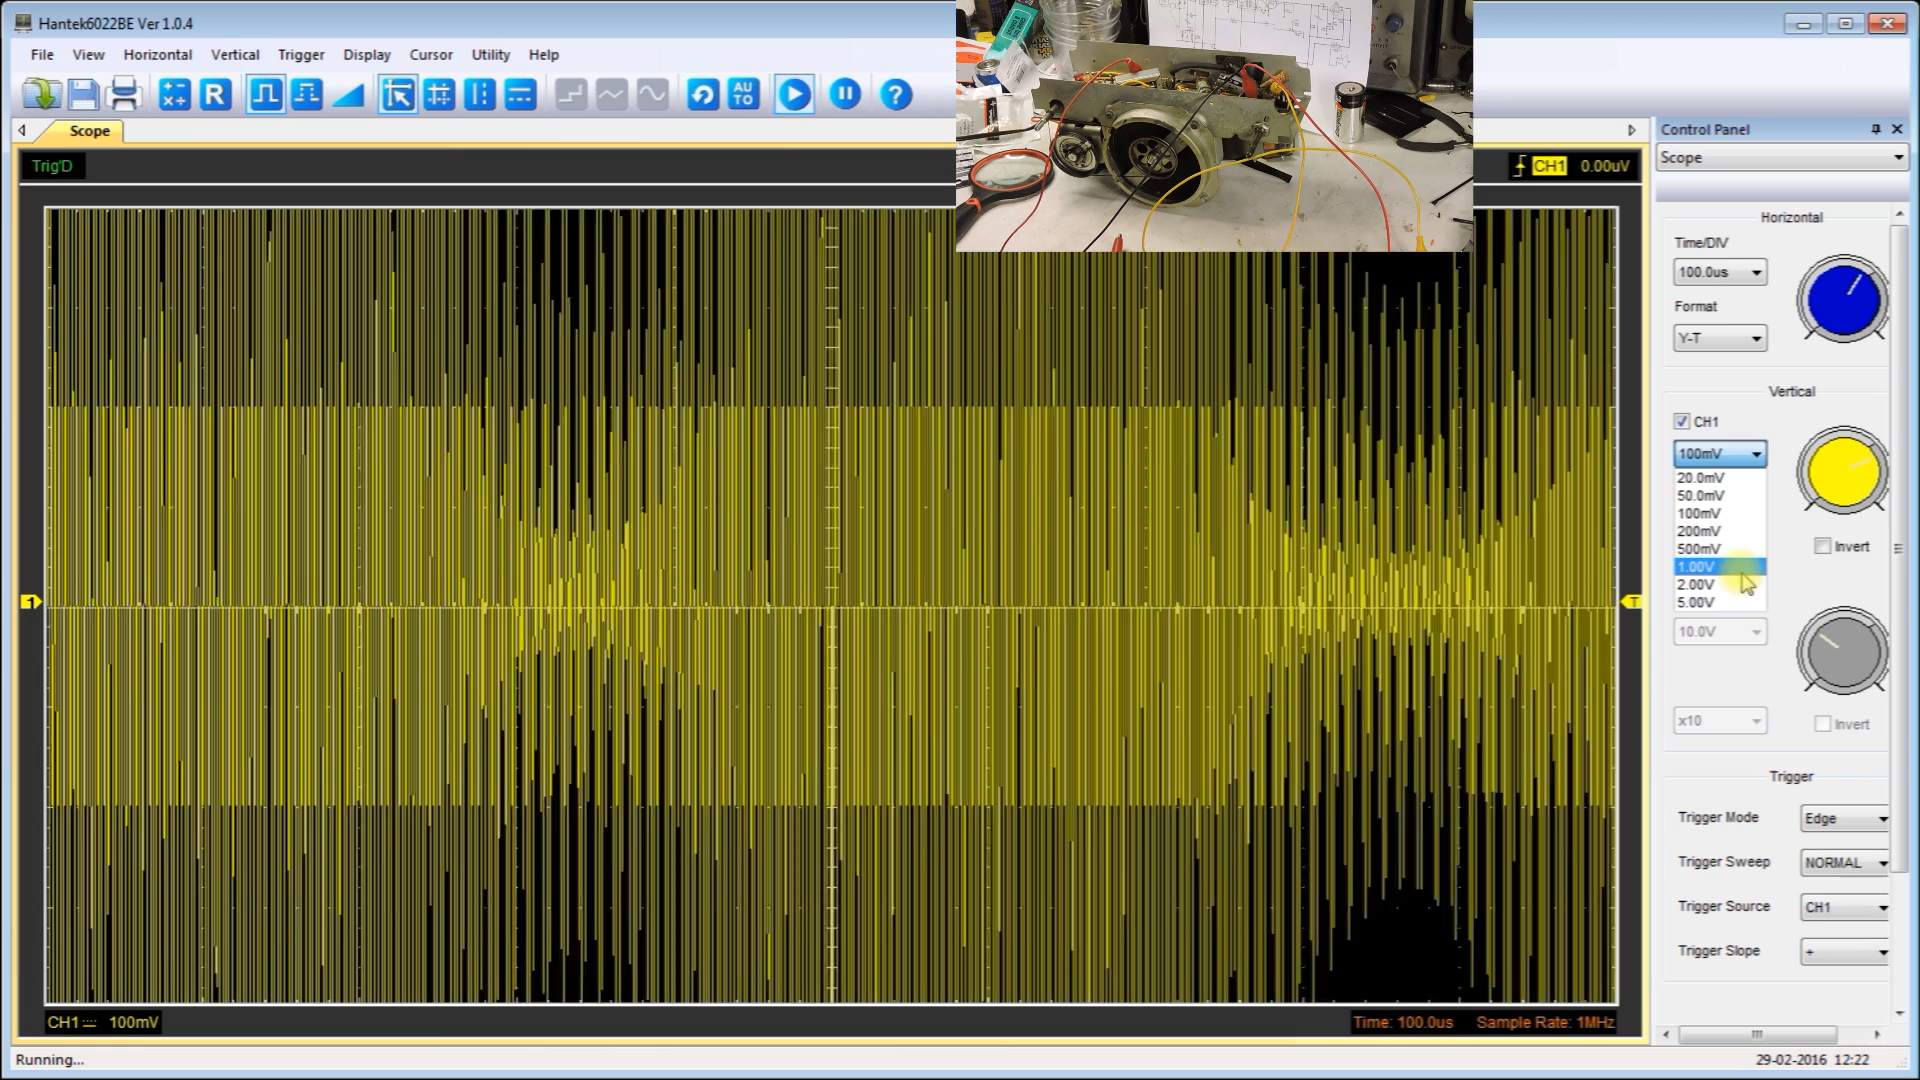 Hantek6022BE Ver 1.0.4
File View Horizontal Vertical Trigger Display Cursor Utility Help
R
AU
TO
?
Scope
Trig'D
CH1 0.00uV
1
T
CH1 100mV
Time: 100.0us Sample Rate: 1MHz
Running...
29-02-2016 12:22
Control Panel
Scope
Horizontal
Time/DIV
100.0us
Format
Y-T
Vertical
CH1
100mV
20.0mV
50.0mV
100mV
200mV
500mV
1.00V
2.00V
5.00V
Invert
10.0V
x10
Invert
Trigger
Trigger Mode Edge
Trigger Sweep NORMAL
Trigger Source CH1
Trigger Slope +